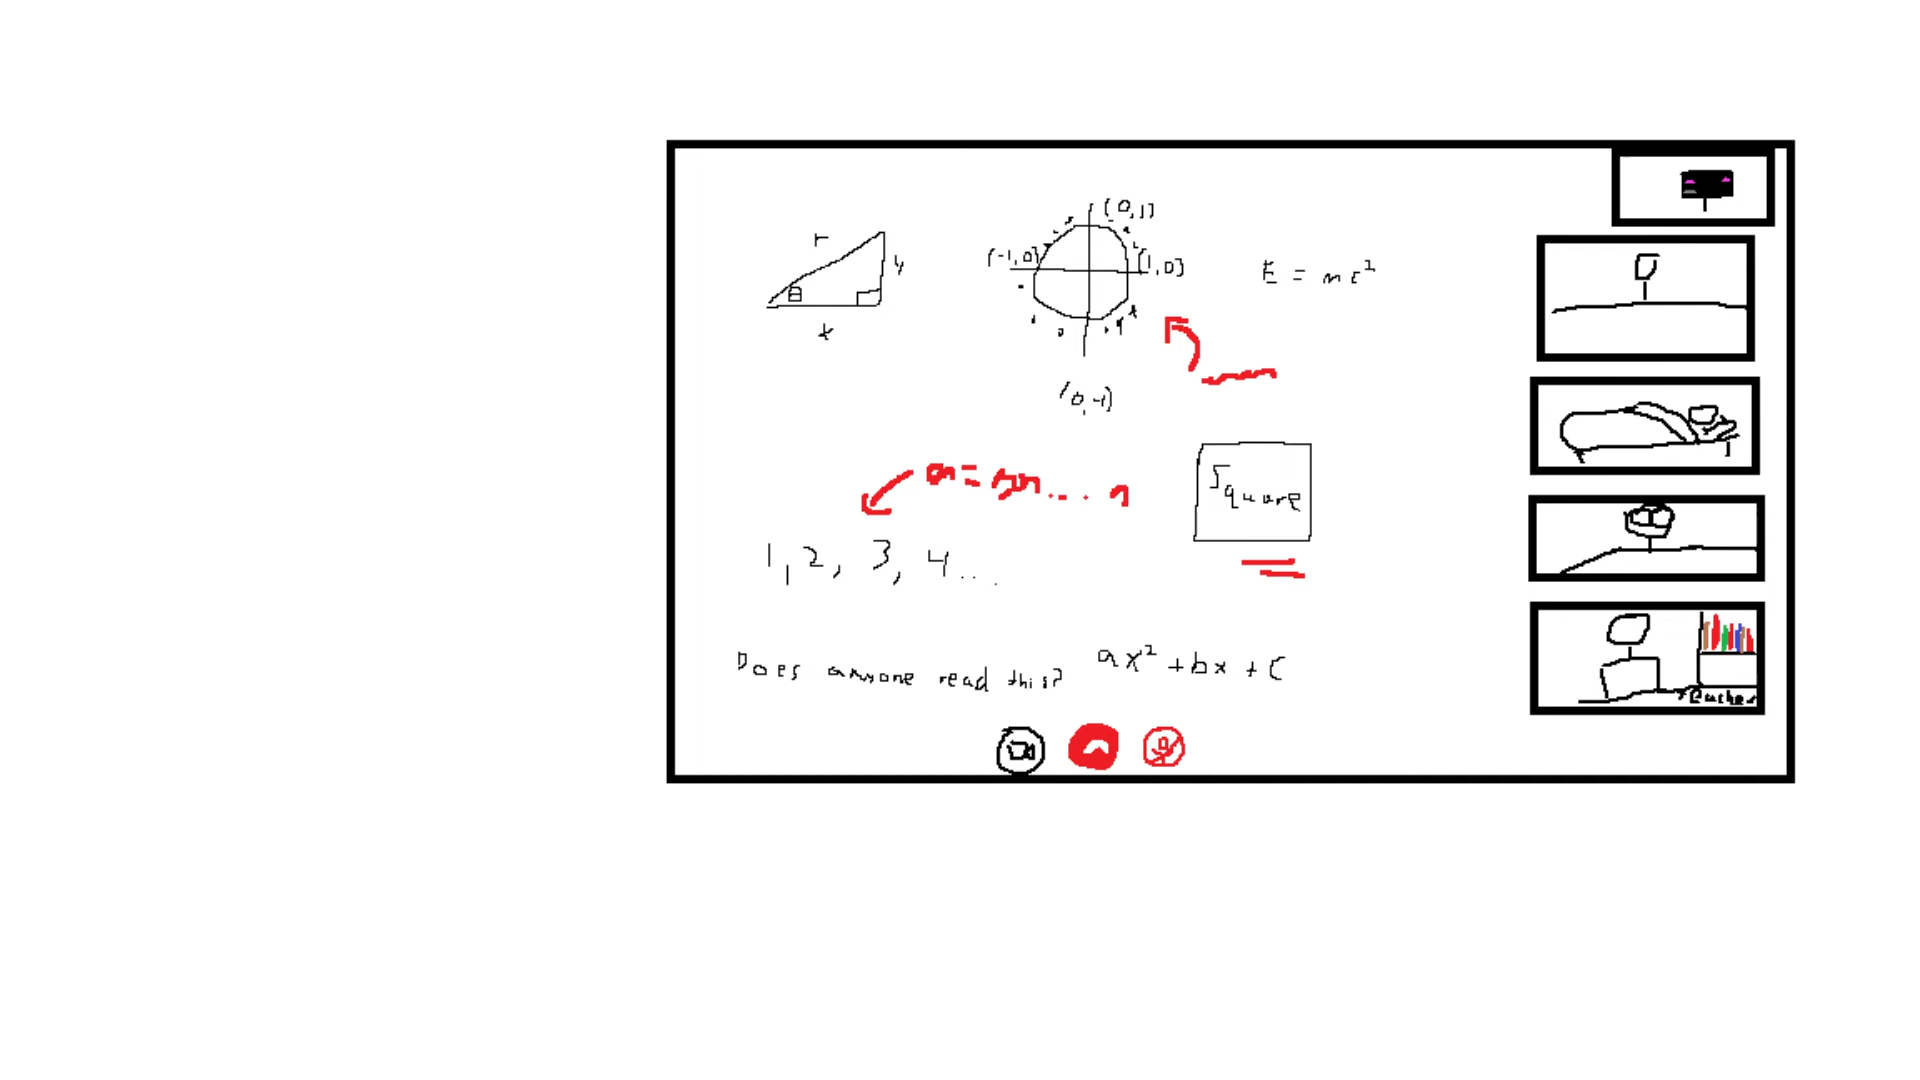 (0,1)
r
y
(-1,0)
(1,0)
E = mc²
θ
x
(0,-1)
Square
1, 2, 3, 4...
Does anyone read this?
ax² + bx + c
Teacher